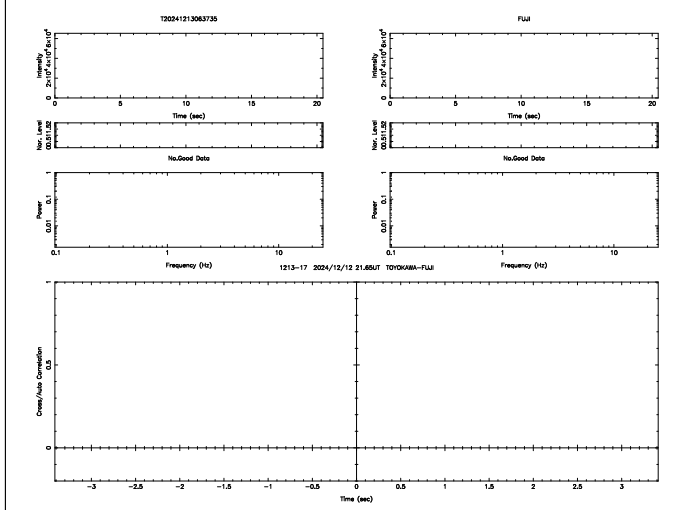 T20241213063735 FUJI
Intensity
0 2×10⁴ 4×10⁴ 6×10⁴
0 5 10 15 20
Time (sec)
Intensity
0 2×10⁴ 4×10⁴ 6×10⁴
0 5 10 15 20
Time (sec)
Nor. Level
00.511.52
Nor. Level
00.511.52
No.Good Data
No.Good Data
Power
0.01 0.1 1
0.1 1 10
Frequency (Hz)
Power
0.01 0.1 1
0.1 1 10
Frequency (Hz)
1213-17 2024/12/12 21.65UT TOYOKAWA-FUJI
Cross/Auto Correlation
0 0.5 1
-3 -2.5 -2 -1.5 -1 -0.5 0 0.5 1 1.5 2 2.5 3
Time (sec)